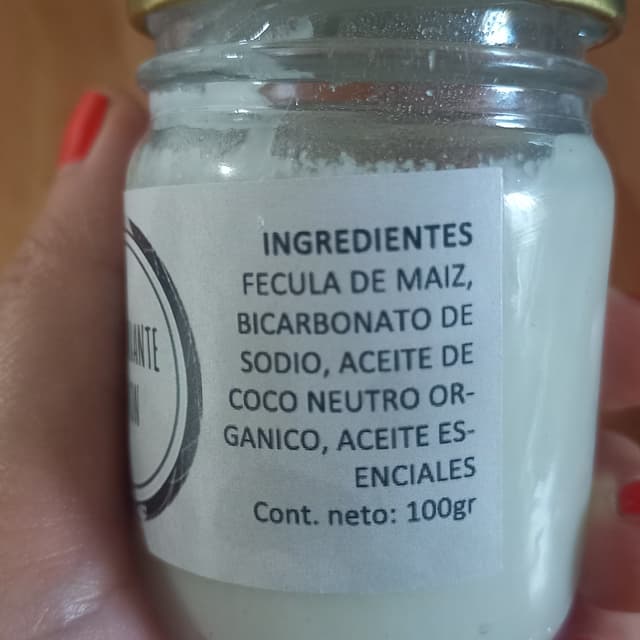 INGREDIENTES
FECULA DE MAIZ,
BICARBONATO DE
SODIO, ACEITE DE
COCO NEUTRO OR-
GANICO, ACEITE ES-
ENCIALES
Cont. neto: 100gr